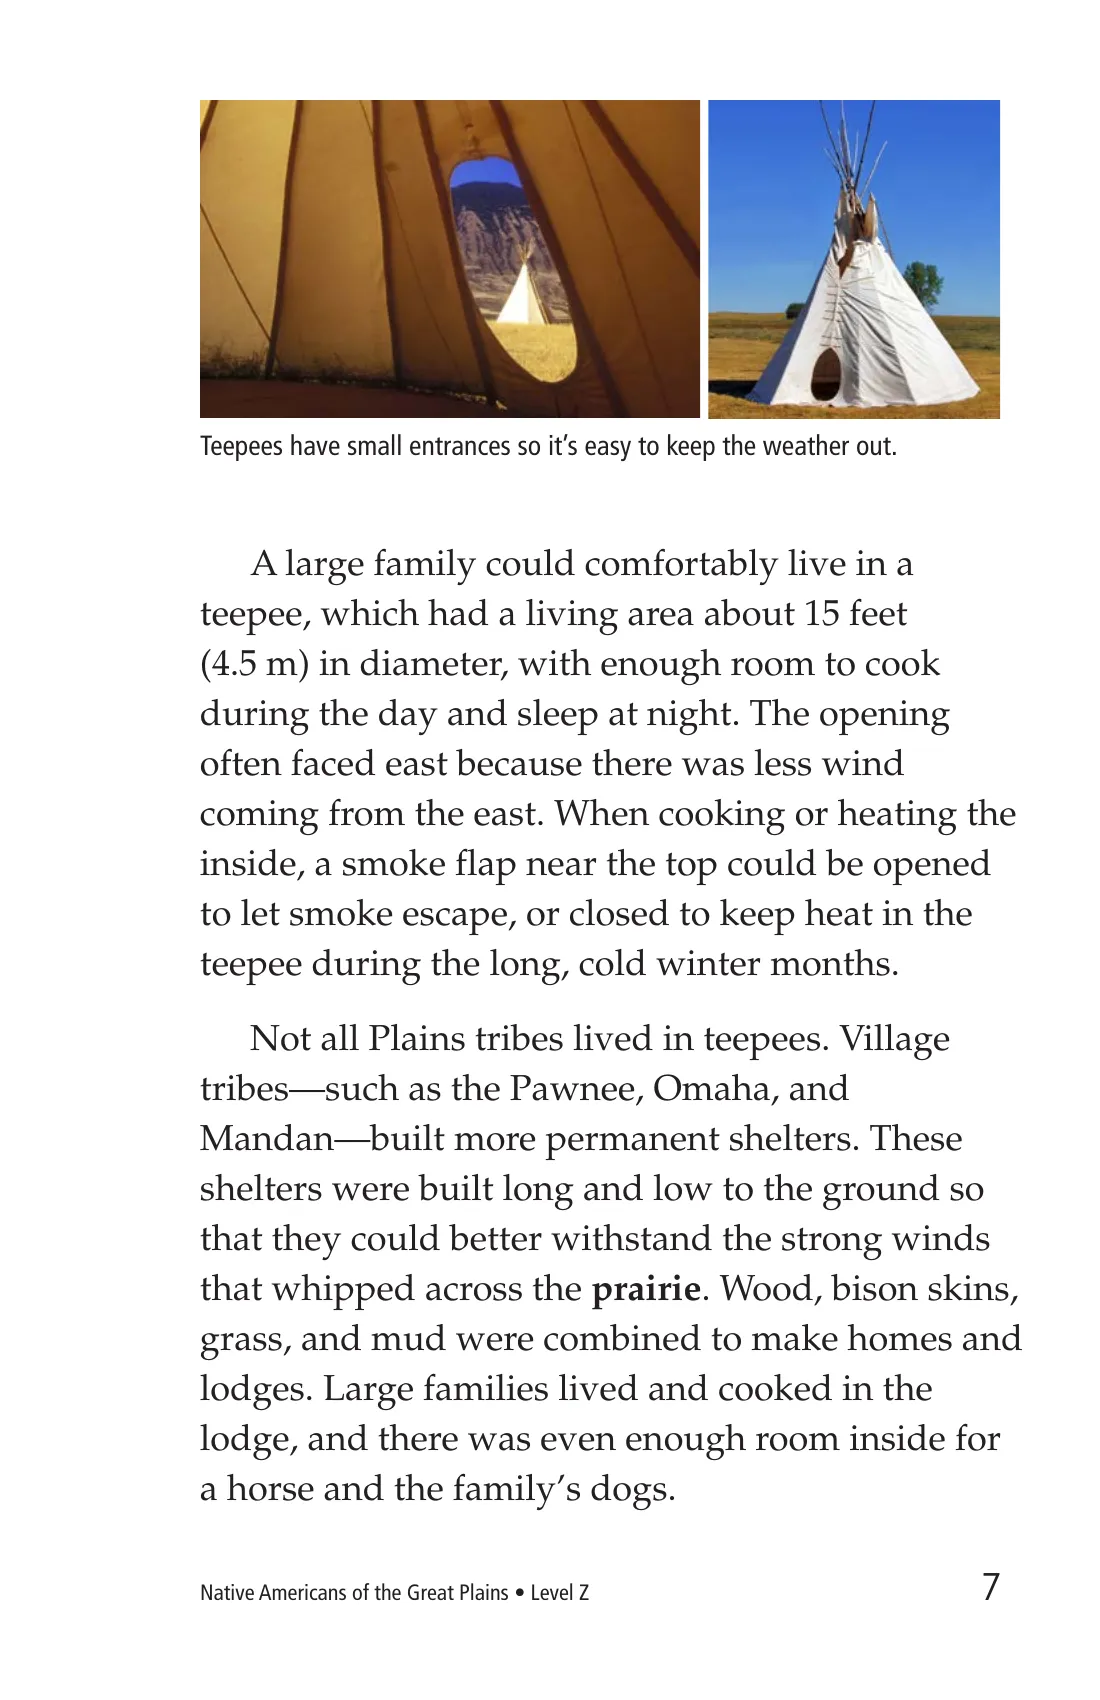 Teepees have small entrances so it’s easy to keep the weather out.
A large family could comfortably live in a
teepee, which had a living area about 15 feet
(4.5 m) in diameter, with enough room to cook
during the day and sleep at night. The opening
often faced east because there was less wind
coming from the east. When cooking or heating the
inside, a smoke flap near the top could be opened
to let smoke escape, or closed to keep heat in the
teepee during the long, cold winter months.
Not all Plains tribes lived in teepees. Village
tribes—such as the Pawnee, Omaha, and
Mandan—built more permanent shelters. These
shelters were built long and low to the ground so
that they could better withstand the strong winds
that whipped across the prairie. Wood, bison skins,
grass, and mud were combined to make homes and
lodges. Large families lived and cooked in the
lodge, and there was even enough room inside for
a horse and the family’s dogs.
Native Americans of the Great Plains • Level Z 7